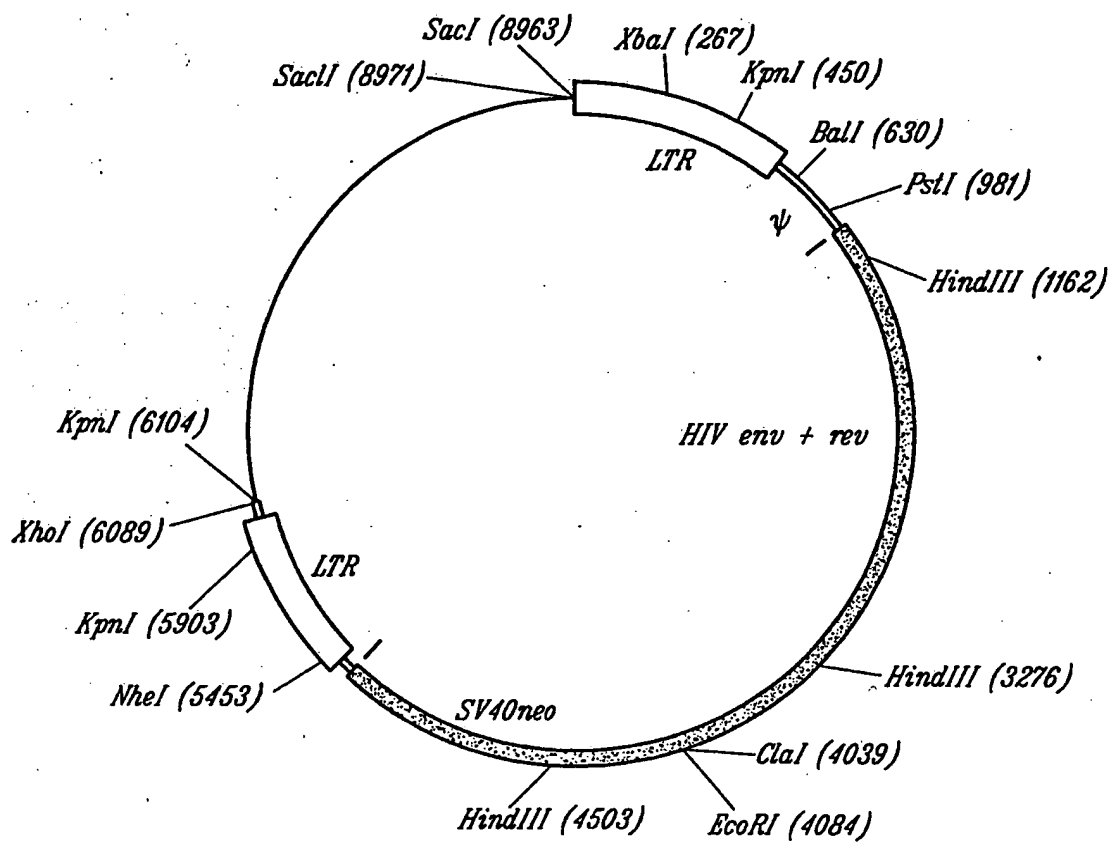 SacI (8963)
XbaI (267)
SacII (8971)
KpnI (450)
BalI (630)
LTR
PstI (981)
ψ
HindIII (1162)
KpnI (6104)
HIV env + rev
XhoI (6089)
LTR
KpnI (5903)
HindIII (3276)
NheI (5453)
SV40neo
ClaI (4039)
HindIII (4503)
EcoRI (4084)